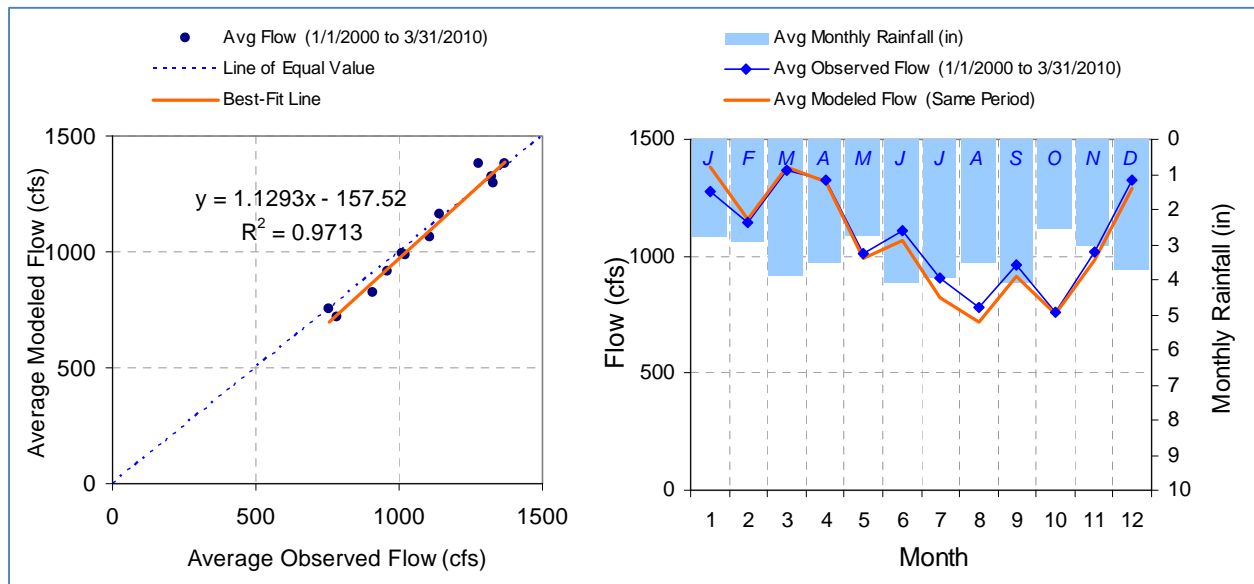 Avg Flow (1/1/2000 to 3/31/2010)
Line of Equal Value
Best-Fit Line
y = 1.1293x - 157.52
R² = 0.9713
Average Modeled Flow (cfs)
1500
1000
500
0
0 500 1000 1500
Average Observed Flow (cfs)
Avg Monthly Rainfall (in)
Avg Observed Flow (1/1/2000 to 3/31/2010)
Avg Modeled Flow (Same Period)
J F M A M J J A S O N D
Flow (cfs)
1500
1000
500
0
0
1
2
3
4
5
6
7
8
9
10
Monthly Rainfall (in)
1 2 3 4 5 6 7 8 9 10 11 12
Month